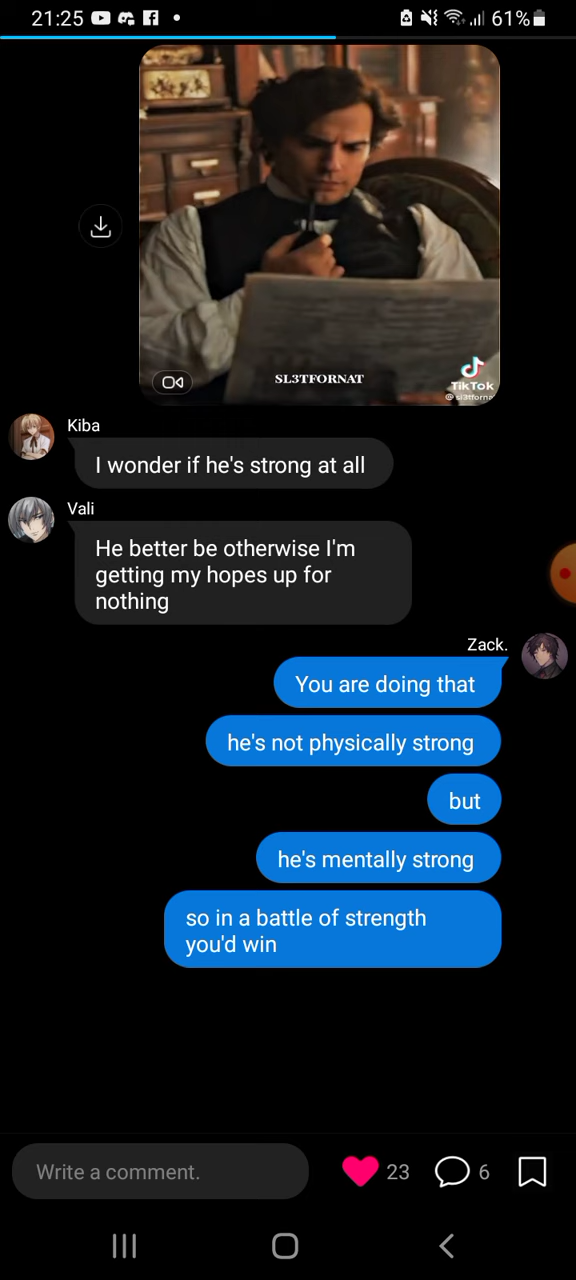 21:25
61%
SL3TFORNAT
TikTok
Kiba
I wonder if he's strong at all
Vali
He better be otherwise I'm
getting my hopes up for
nothing
Zack.
You are doing that
he's not physically strong
but
he's mentally strong
so in a battle of strength
you'd win
Write a comment.
23
6